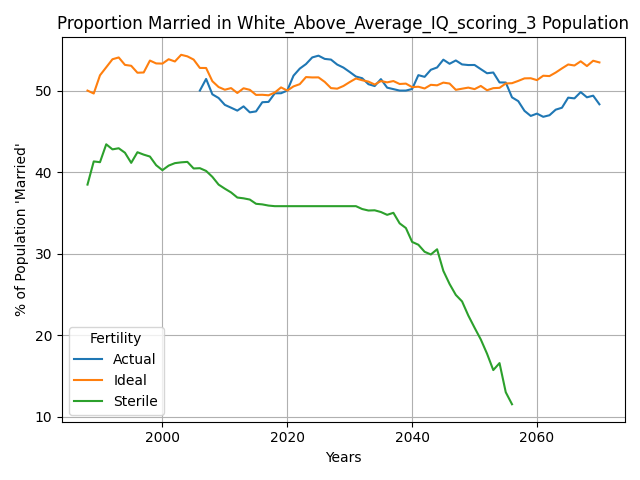 Proportion Married in White_Above_Average_IQ_scoring_3 Population
% of Population 'Married'
50
40
30
20
10
Fertility
Actual
Ideal
Sterile
2000 2020 2040 2060
Years